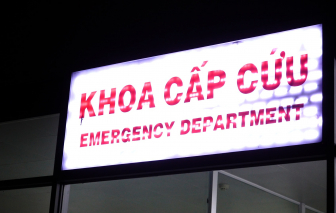 KHOA CẤP CỨU
EMERGENCY DEPARTMENT